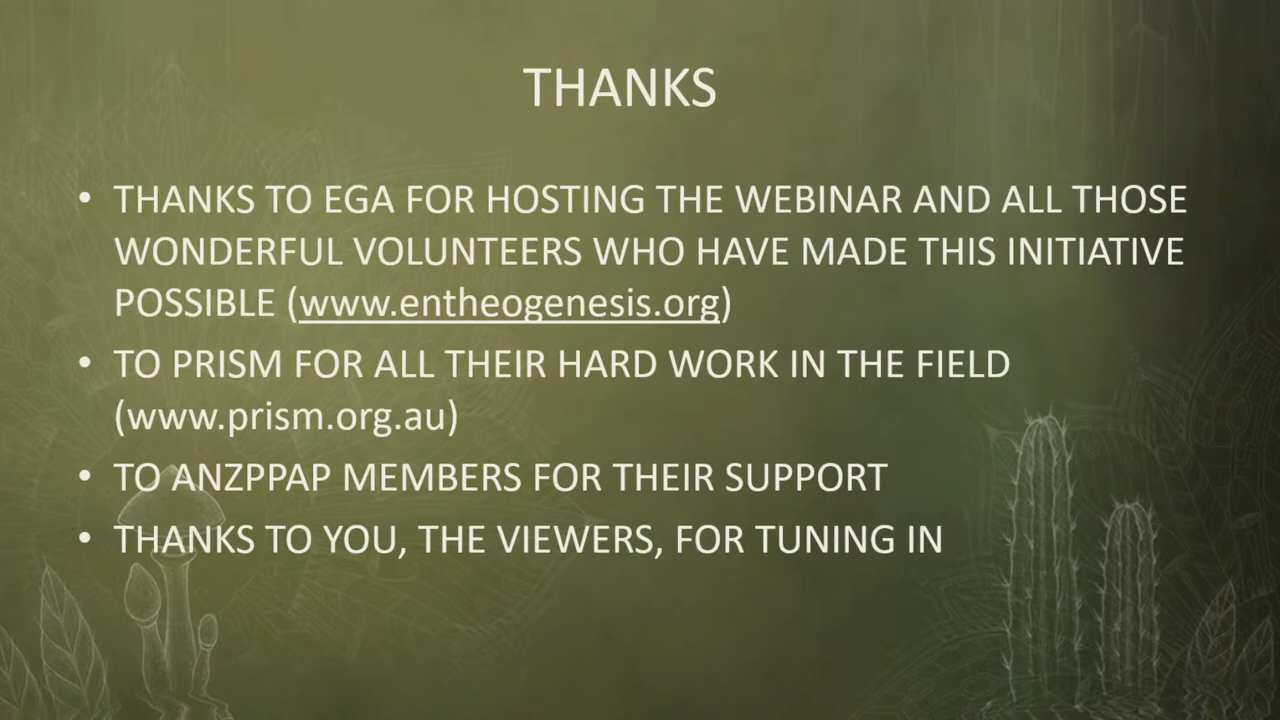 THANKS
• THANKS TO EGA FOR HOSTING THE WEBINAR AND ALL THOSE
WONDERFUL VOLUNTEERS WHO HAVE MADE THIS INITIATIVE
POSSIBLE (www.entheogenesis.org)
• TO PRISM FOR ALL THEIR HARD WORK IN THE FIELD
(www.prism.org.au)
• TO ANZPPAP MEMBERS FOR THEIR SUPPORT
• THANKS TO YOU, THE VIEWERS, FOR TUNING IN